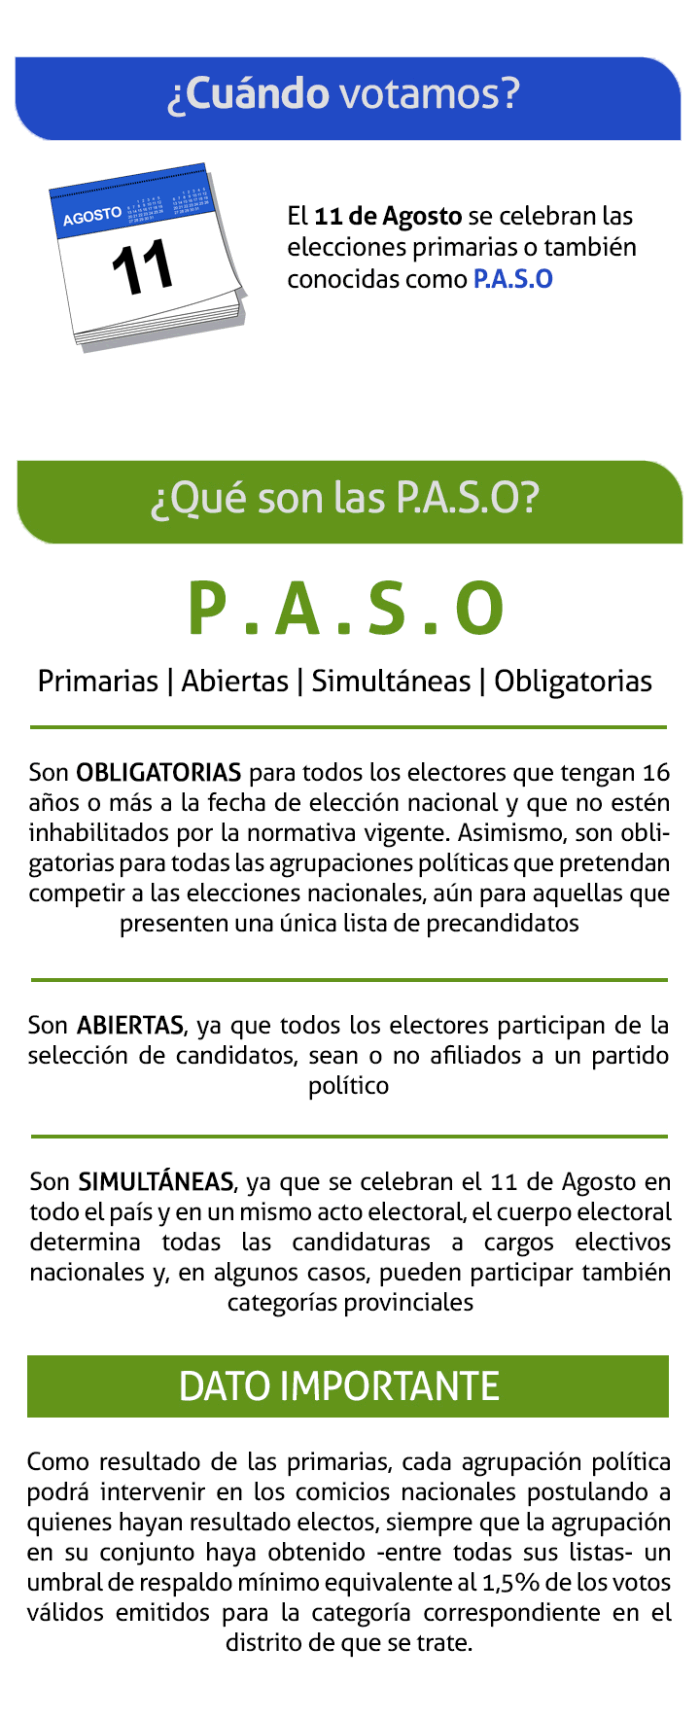 ¿Cuándo votamos?
AGOSTO
11
El 11 de Agosto se celebran las
elecciones primarias o también
conocidas como P.A.S.O
¿Qué son las P.A.S.O?
P.A.S.O
Primarias | Abiertas | Simultáneas | Obligatorias
Son OBLIGATORIAS para todos los electores que tengan 16
años o más a la fecha de elección nacional y que no estén
inhabilitados por la normativa vigente. Asimismo, son obli-
gatorias para todas las agrupaciones políticas que pretendan
competir a las elecciones nacionales, aún para aquellas que
presenten una única lista de precandidatos
Son ABIERTAS, ya que todos los electores participan de la
selección de candidatos, sean o no afiliados a un partido
político
Son SIMULTÁNEAS, ya que se celebran el 11 de Agosto en
todo el país y en un mismo acto electoral, el cuerpo electoral
determina todas las candidaturas a cargos electivos
nacionales y, en algunos casos, pueden participar también
categorías provinciales
DATO IMPORTANTE
Como resultado de las primarias, cada agrupación política
podrá intervenir en los comicios nacionales postulando a
quienes hayan resultado electos, siempre que la agrupación
en su conjunto haya obtenido -entre todas sus listas- un
umbral de respaldo mínimo equivalente al 1,5% de los votos
válidos emitidos para la categoría correspondiente en el
distrito de que se trate.